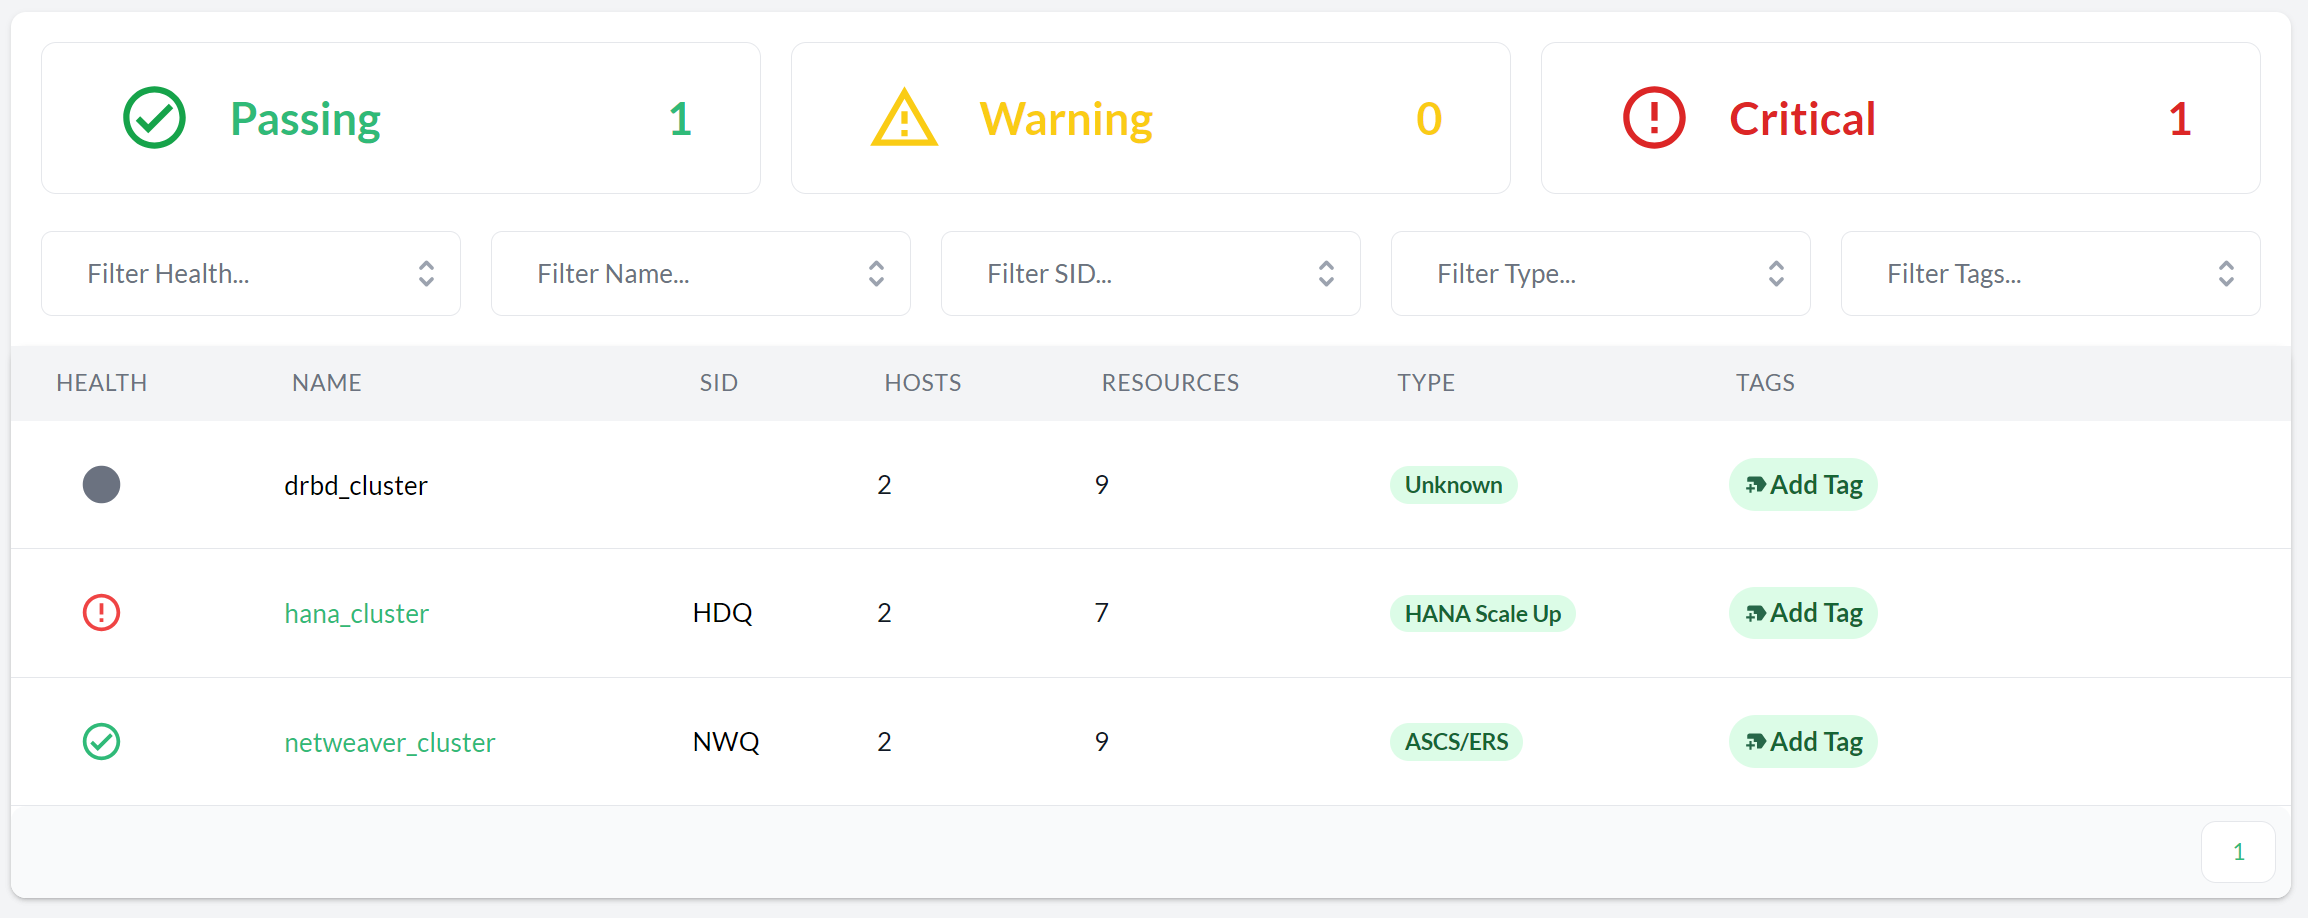 Passing 1 Warning 0 Critical 1
Filter Health... Filter Name... Filter SID... Filter Type... Filter Tags...
HEALTH NAME SID HOSTS RESOURCES TYPE TAGS
drbd_cluster 2 9 Unknown Add Tag
hana_cluster HDQ 2 7 HANA Scale Up Add Tag
netweaver_cluster NWQ 2 9 ASCS/ERS Add Tag
1